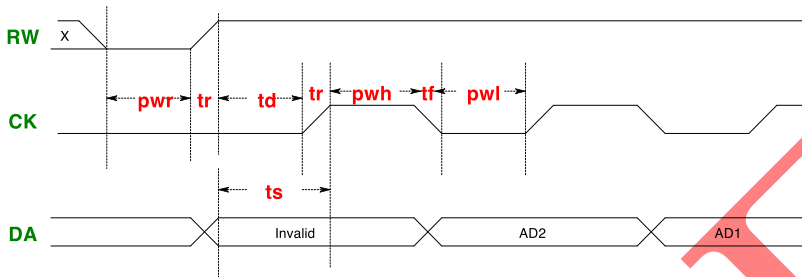 RW X
pwr tr td tr pwh tf pwl
CK
ts
DA Invalid AD2 AD1